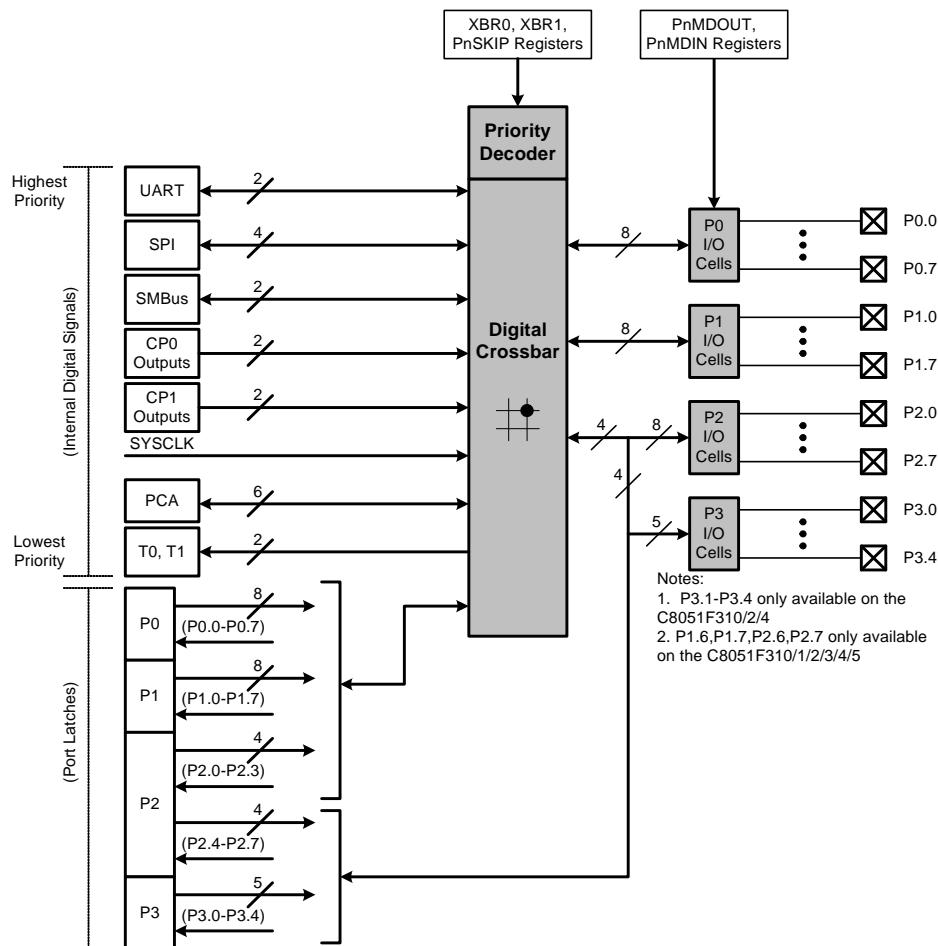 XBR0, XBR1,
PnSKIP Registers
PnMDOUT,
PnMDIN Registers
Priority
Decoder
Highest
Priority
(Internal Digital Signals)
UART
2
SPI
4
SMBus
2
CP0
Outputs
2
CP1
Outputs
2
SYSCLK
PCA
6
Lowest
Priority
T0, T1
2
Digital
Crossbar
8
P0
I/O
Cells
P0.0
P0.7
8
P1
I/O
Cells
P1.0
P1.7
4
8
P2
I/O
Cells
P2.0
P2.7
4
5
P3
I/O
Cells
P3.0
P3.4
Notes:
1. P3.1-P3.4 only available on the
C8051F310/2/4
2. P1.6,P1.7,P2.6,P2.7 only available
on the C8051F310/1/2/3/4/5
(Port Latches)
P0
8
(P0.0-P0.7)
P1
8
(P1.0-P1.7)
P2
4
(P2.0-P2.3)
4
(P2.4-P2.7)
P3
5
(P3.0-P3.4)